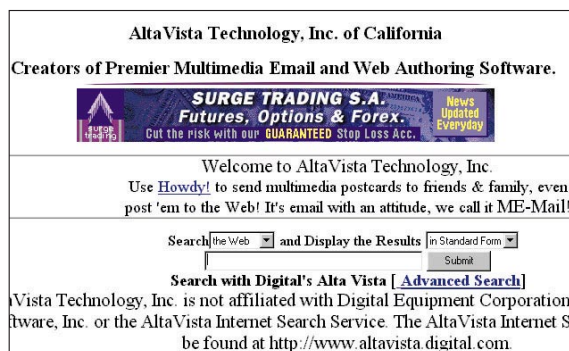 AltaVista Technology, Inc. of California
Creators of Premier Multimedia Email and Web Authoring Software.
surge trading
SURGE TRADING S.A.
Futures, Options & Forex.
Cut the risk with our GUARANTEED Stop Loss Acc.
News
Updated
Everyday
Welcome to AltaVista Technology, Inc.
Use Howdy! to send multimedia postcards to friends & family, even
post 'em to the Web! It's email with an attitude, we call it ME-Mail!
Search the Web and Display the Results in Standard Form
Submit
Search with Digital's Alta Vista [ Advanced Search]
Vista Technology, Inc. is not affiliated with Digital Equipment Corporation
ftware, Inc. or the AltaVista Internet Search Service. The AltaVista Internet S
be found at http://www.altavista.digital.com.